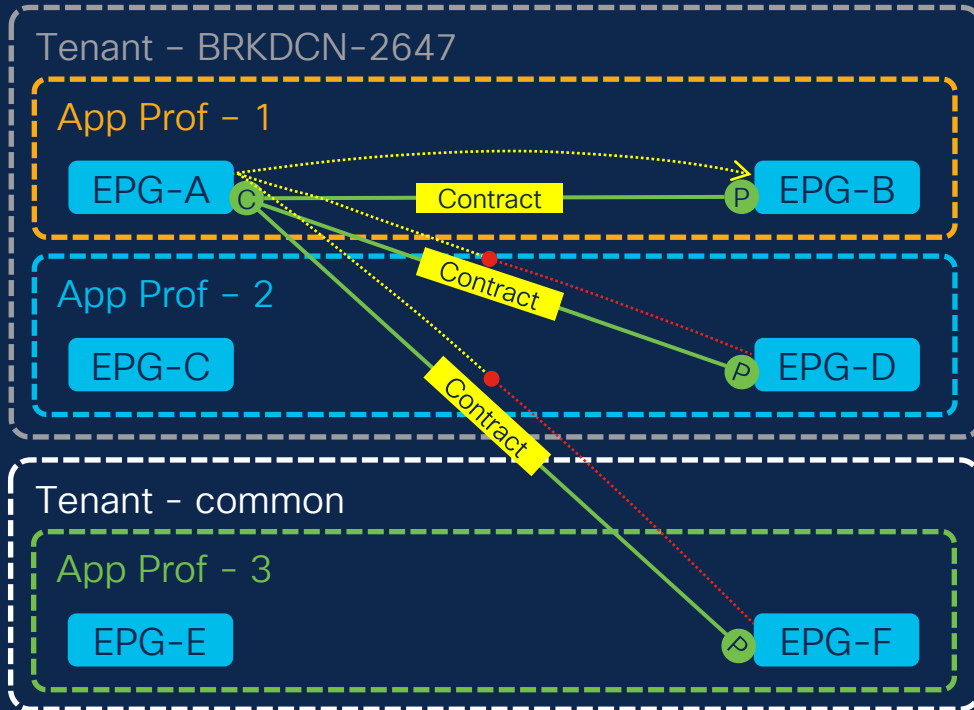 Tenant – BRKDCN-2647
App Prof – 1
EPG-A
C
Contract
P
EPG-B
App Prof – 2
Contract
EPG-C
P
EPG-D
Contract
Tenant - common
App Prof - 3
EPG-E
P
EPG-F